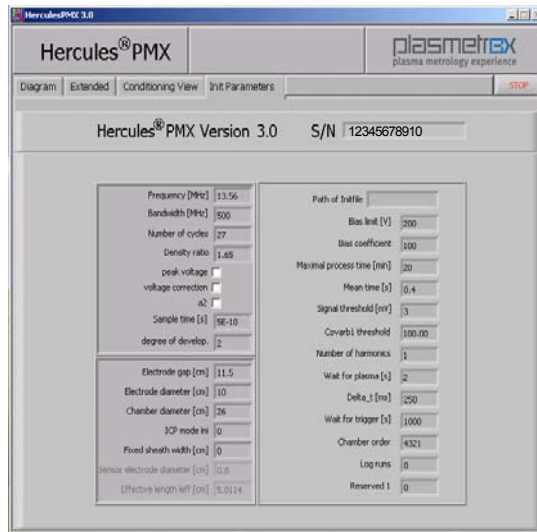 HerculesPMX 3.0
Hercules®PMX
plasmetrex
plasma metrology experience
Diagram Extended Conditioning View Init Parameters STOP
Hercules® PMX Version 3.0 S/N 12345678910
Frequency [MHz] 13.56
Bandwidth [MHz] 500
Number of cycles 27
Density ratio 1.65
peak voltage
voltage correction
a2
Sample time [s] 5E-10
degree of develop. 2
Electrode gap [cm] 11.5
Electrode diameter [cm] 10
Chamber diameter [cm] 26
ICP mode ini 0
Fixed sheath width [cm] 0
Sensor electrode diameter [cm] 0.8
Effective length leff [cm] 5.0114
Path of Initfile
Bias limit [V] 200
Bias coefficient 100
Maximal process time [min] 20
Mean time [s] 0.4
Signal threshold [mV] 3
Covarb1 threshold 100.00
Number of harmonics 1
Wait for plasma [s] 2
Delta_t [ms] 250
Wait for trigger [s] 1000
Chamber order 4321
Log runs 0
Reserved 1 0